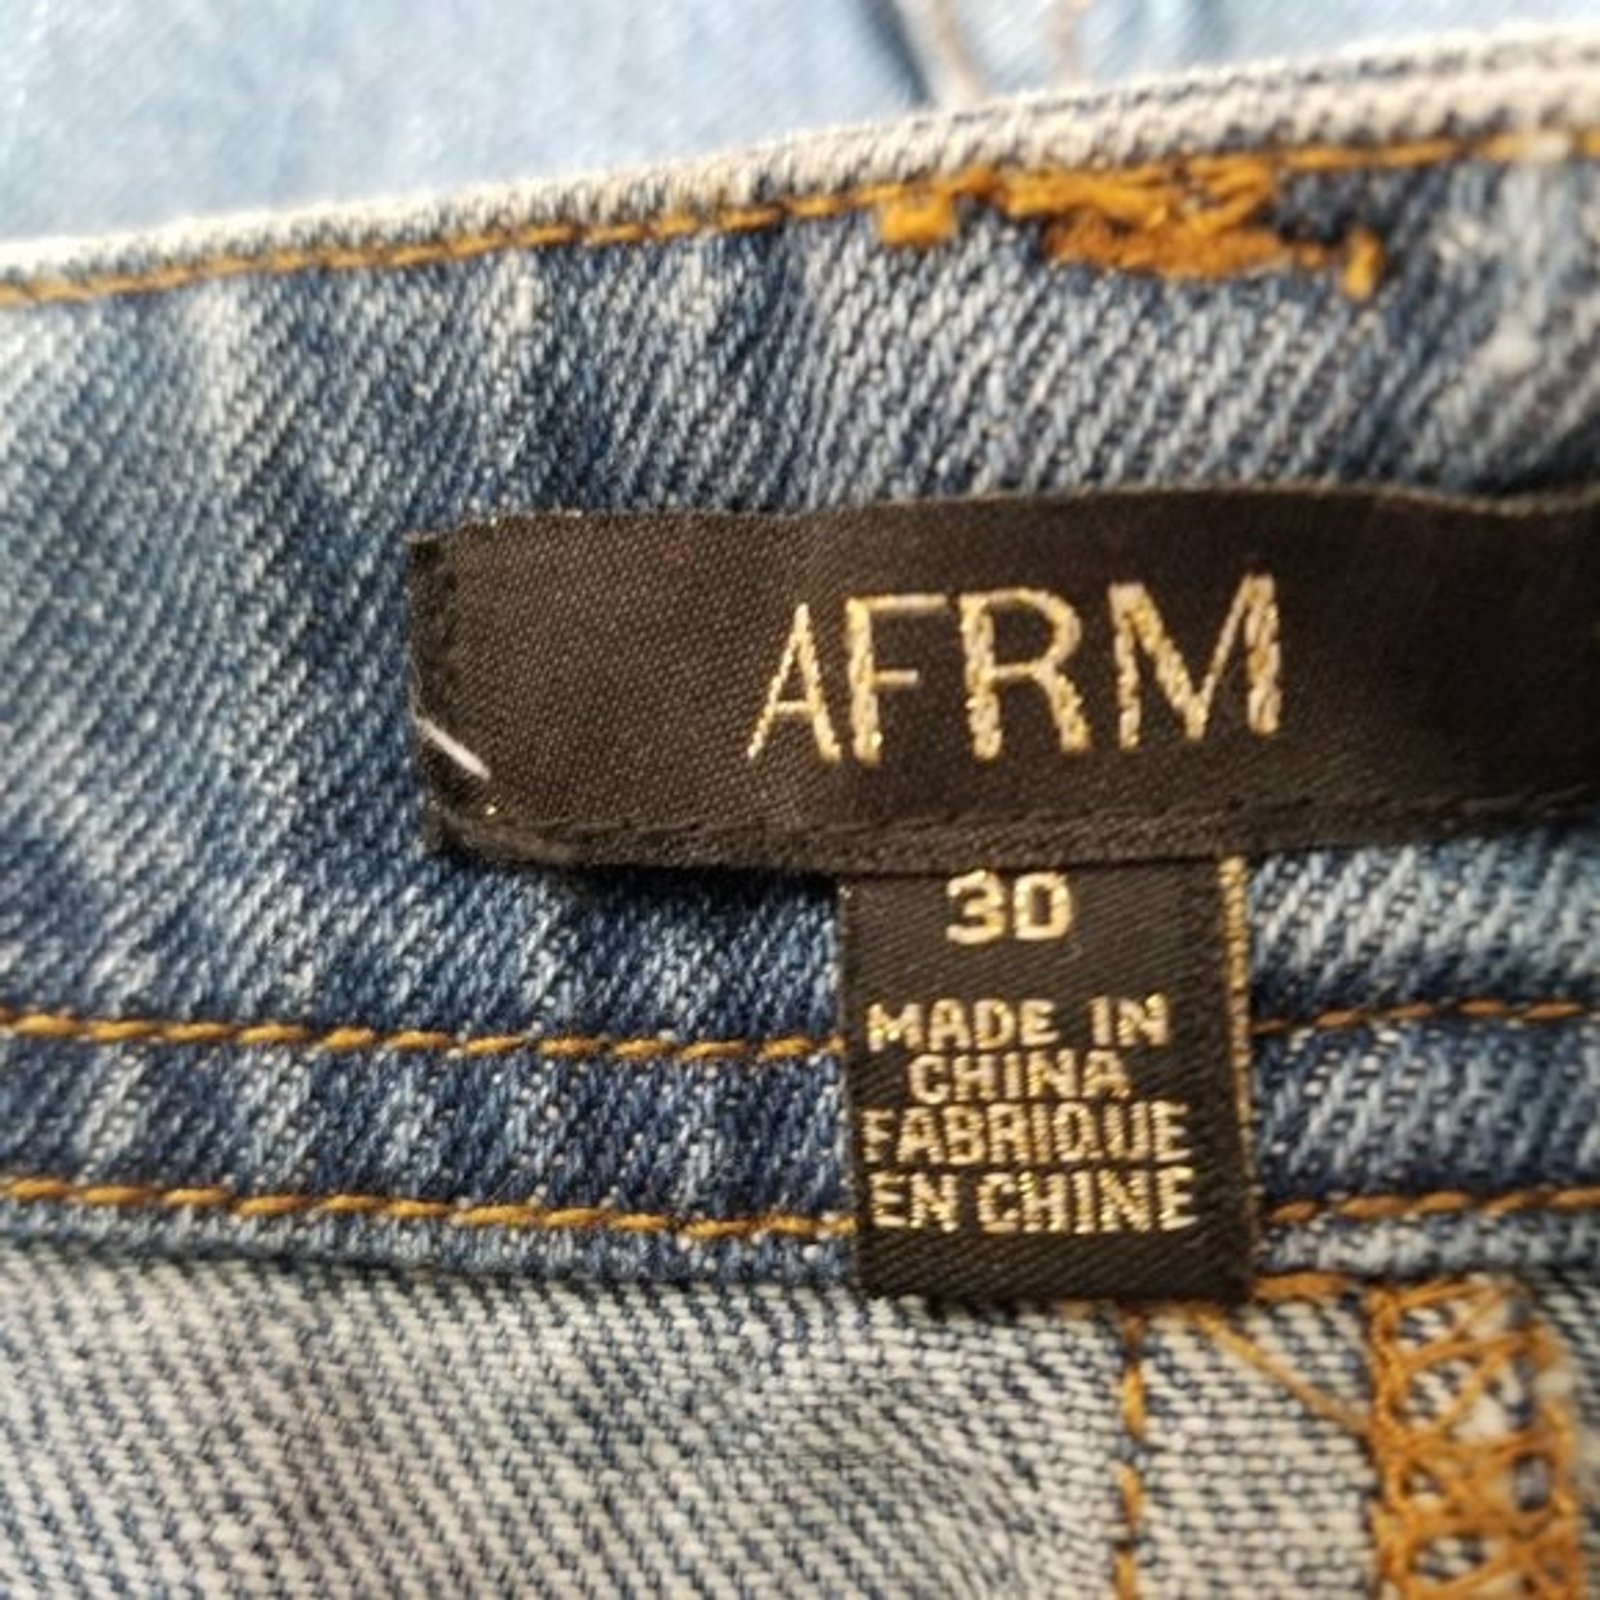 AFRM
30
MADE IN
CHINA
FABRIQUE
EN CHINE